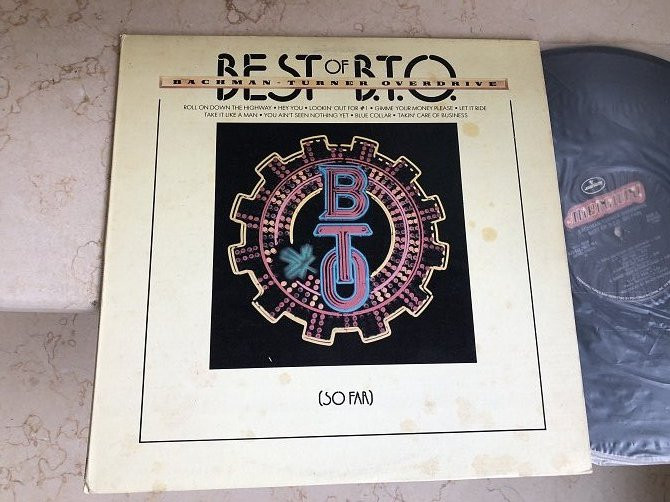 BEST OF B.T.O.
BACHMAN-TURNER OVERDRIVE
ROLL ON DOWN THE HIGHWAY • HEY YOU • LOOKIN' OUT FOR #1 • GIMME YOUR MONEY PLEASE • LET IT RIDE
TAKE IT LIKE A MAN • YOU AIN'T SEEN NOTHING YET • BLUE COLLAR • TAKIN' CARE OF BUSINESS
BTO
(SO FAR)